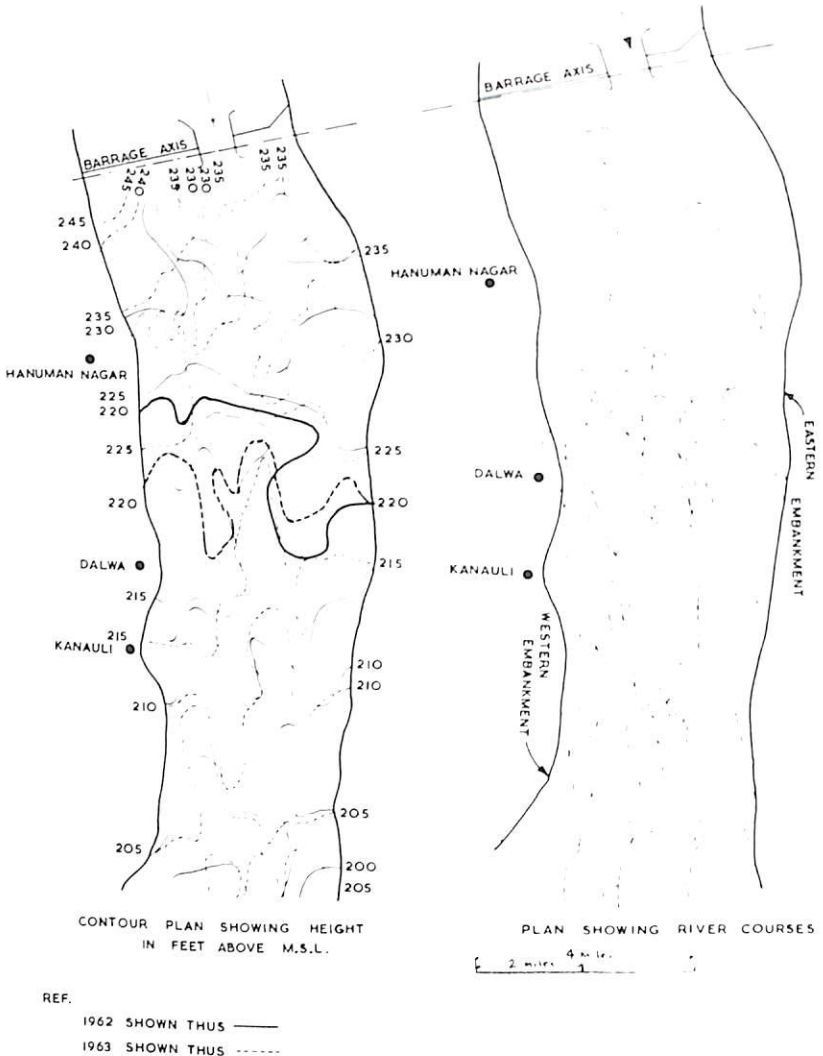 BARRAGE AXIS
245
240
235
230
230
235
235
235
245
240
235
230
HANUMAN NAGAR
225
220
225
220
DALWA
215
215
KANAULI
210
205
235
230
225
220
215
210
210
205
200
205
CONTOUR PLAN SHOWING HEIGHT
IN FEET ABOVE M.S.L.
REF.
1962 SHOWN THUS
1963 SHOWN THUS
BARRAGE AXIS
HANUMAN NAGAR
DALWA
KANAULI
WESTERN
EMBANKMENT
EASTERN EMBANKMENT
PLAN SHOWING RIVER COURSES
2 miles 4 mile.